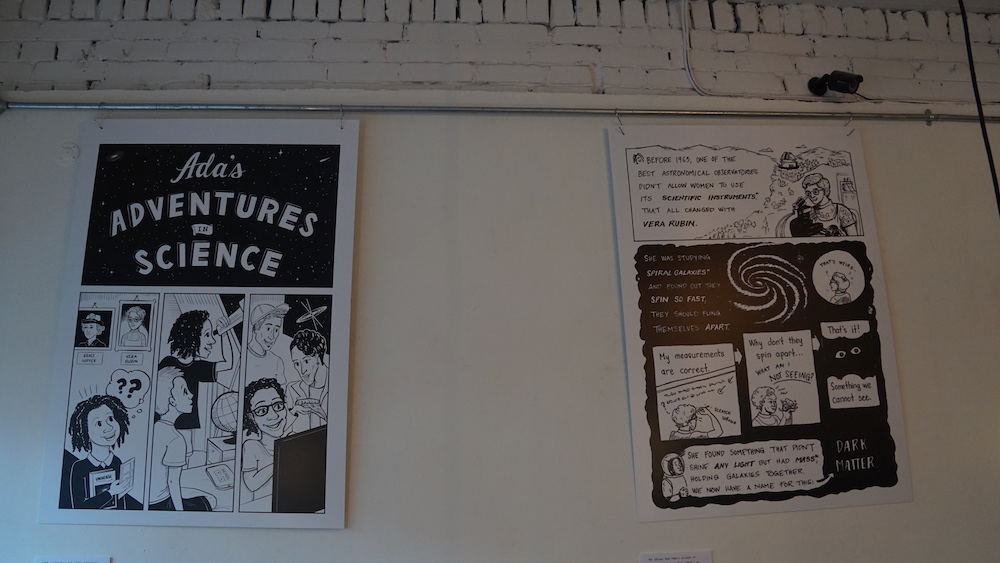 Ada's
ADVENTURES
IN
SCIENCE
VERA
RUBIN
??
BEFORE 1965, ONE OF THE
BEST ASTRONOMICAL OBSERVATORIES
DIDN'T ALLOW WOMEN TO USE
ITS SCIENTIFIC INSTRUMENTS*
THAT ALL CHANGED WITH
VERA RUBIN.
SHE WAS STUDYING
SPIRAL GALAXIES*
AND FOUND OUT THEY
SPIN SO FAST,
THEY SHOULD FLING
THEMSELVES APART.
THAT'S WEIRD...
My measurements
are correct...
Why don't they
spin apart...
WHAT AM I
NOT SEEING?
That's it!
Something we
cannot see.
SHE FOUND SOMETHING THAT DIDN'T
SHINE ANY LIGHT BUT HAD MASS*
HOLDING GALAXIES TOGETHER.
WE NOW HAVE A NAME FOR THIS:
DARK
MATTER